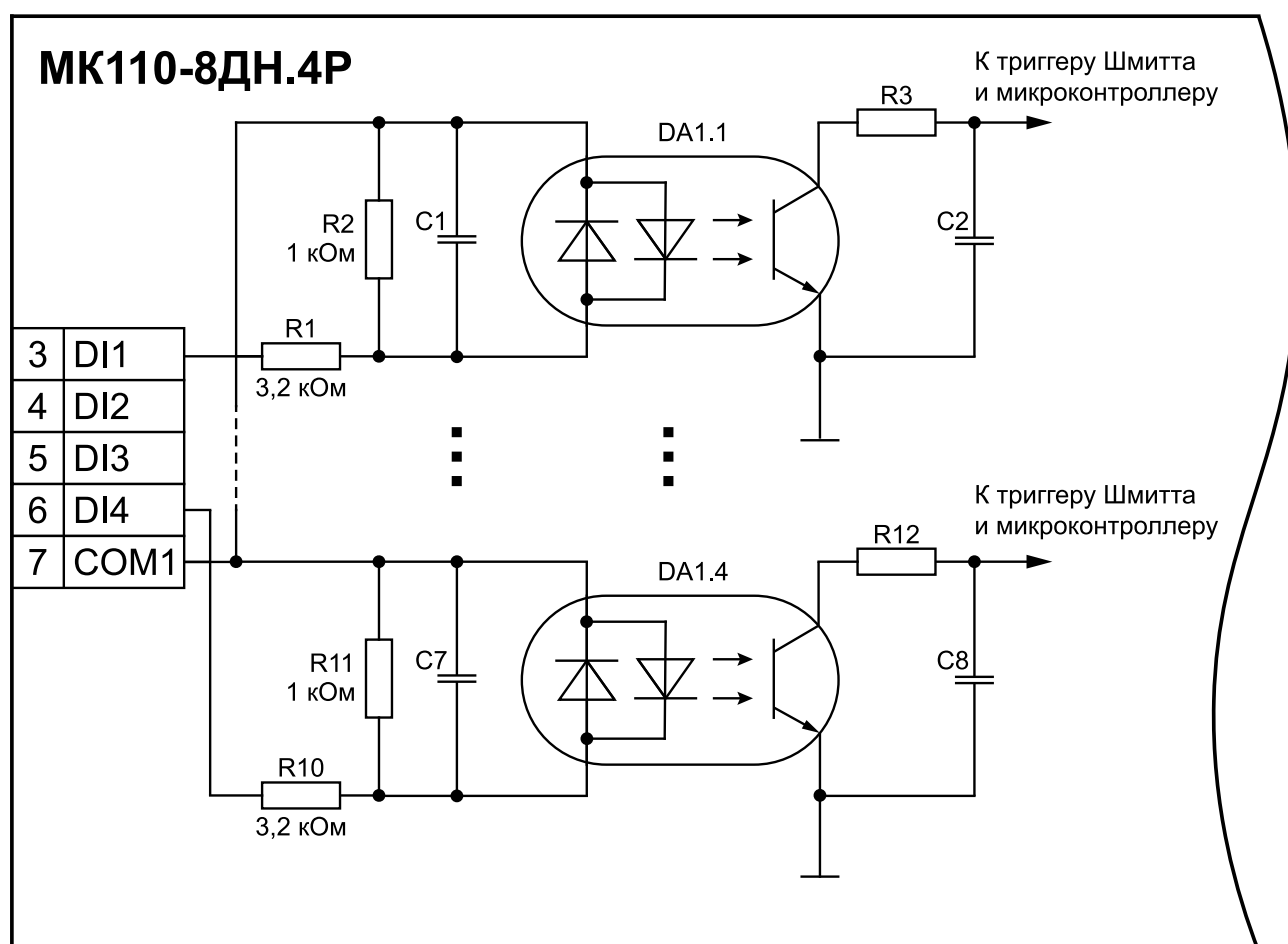 МК110-8ДН.4Р
К триггеру Шмитта
и микроконтроллеру
R3
DA1.1
R2
1 кОм
C1
C2
R1
3,2 кОм
3 DI1
4 DI2
5 DI3
6 DI4
7 COM1
К триггеру Шмитта
и микроконтроллеру
R12
DA1.4
R11
1 кОм
C7
C8
R10
3,2 кОм